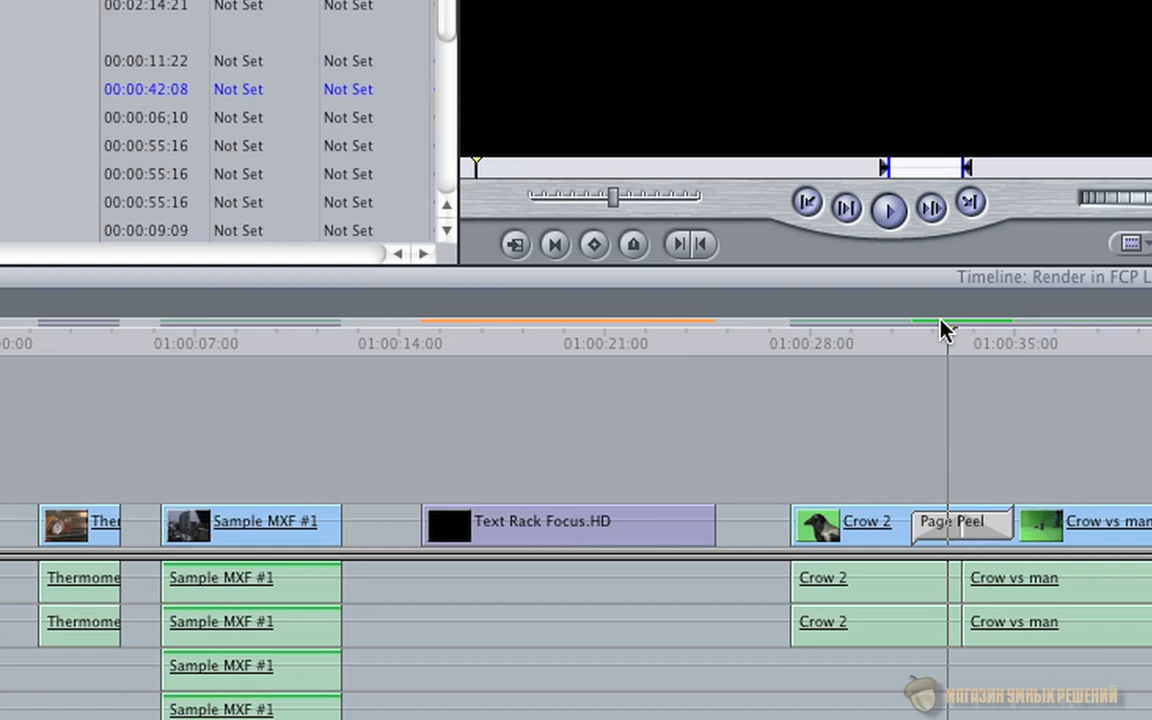 00:02:14:21 Not Set Not Set
00:00:11:22 Not Set Not Set
00:00:42:08 Not Set Not Set
00:00:06;10 Not Set Not Set
00:00:55:16 Not Set Not Set
00:00:55:16 Not Set Not Set
00:00:55:16 Not Set Not Set
00:00:09:09 Not Set Not Set
Timeline: Render in FCP L
00:00 01:00:07:00 01:00:14:00 01:00:21:00 01:00:28:00 01:00:35:00
Ther Sample MXF #1 Text Rack Focus.HD Crow 2 Page Peel Crow vs man
Thermome Sample MXF #1 Crow 2 Crow vs man
Thermome Sample MXF #1 Crow 2 Crow vs man
Sample MXF #1
Sample MXF #1
МАГАЗИН УМНЫХ РЕШЕНИЙ